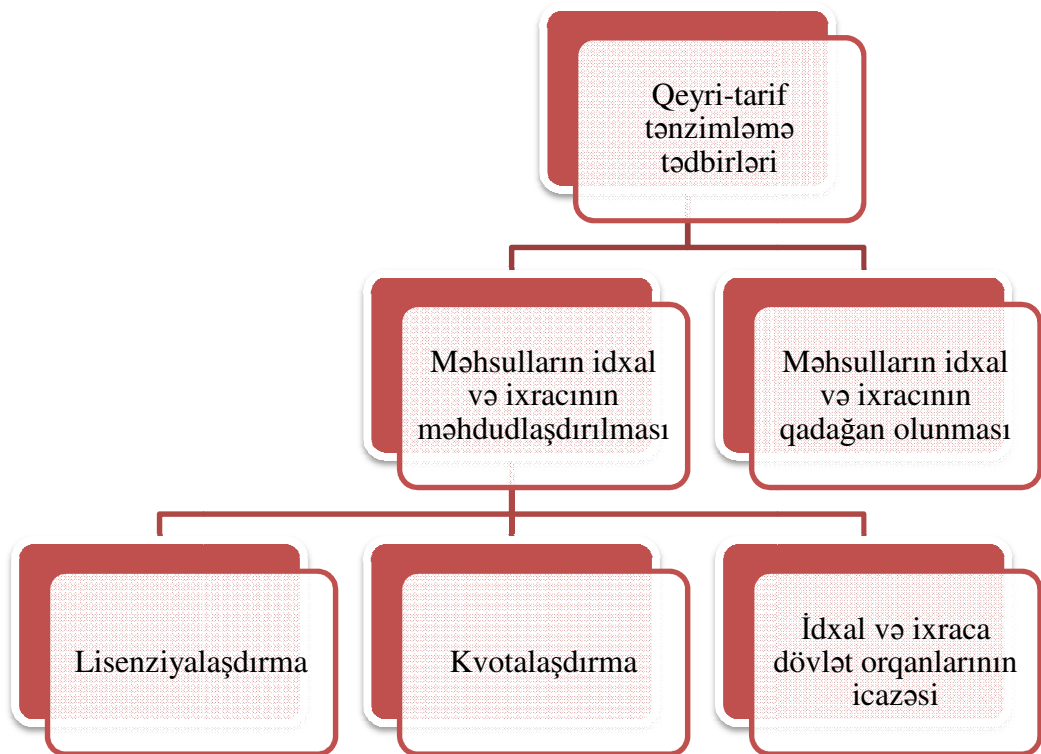 Qeyri-tarif
tənzimləmə
tədbirləri
Məhsulların idxal
və ixracının
məhdudlaşdırılması
Məhsulların idxal
və ixracının
qadağan olunması
Lisenziyalaşdırma
Kvotalaşdırma
İdxal və ixraca
dövlət orqanlarının
icazəsi